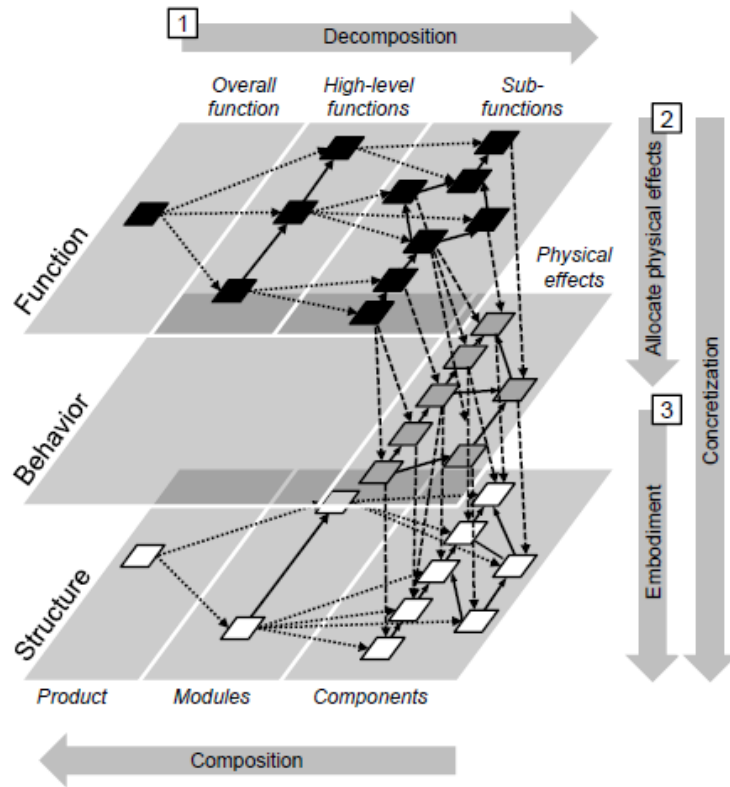 1
Decomposition
Overall
function
High-level
functions
Sub-
functions
2
Function
Allocate physical effects
Physical
effects
Concretization
Behavior
3
Embodiment
Structure
Product
Modules
Components
Composition